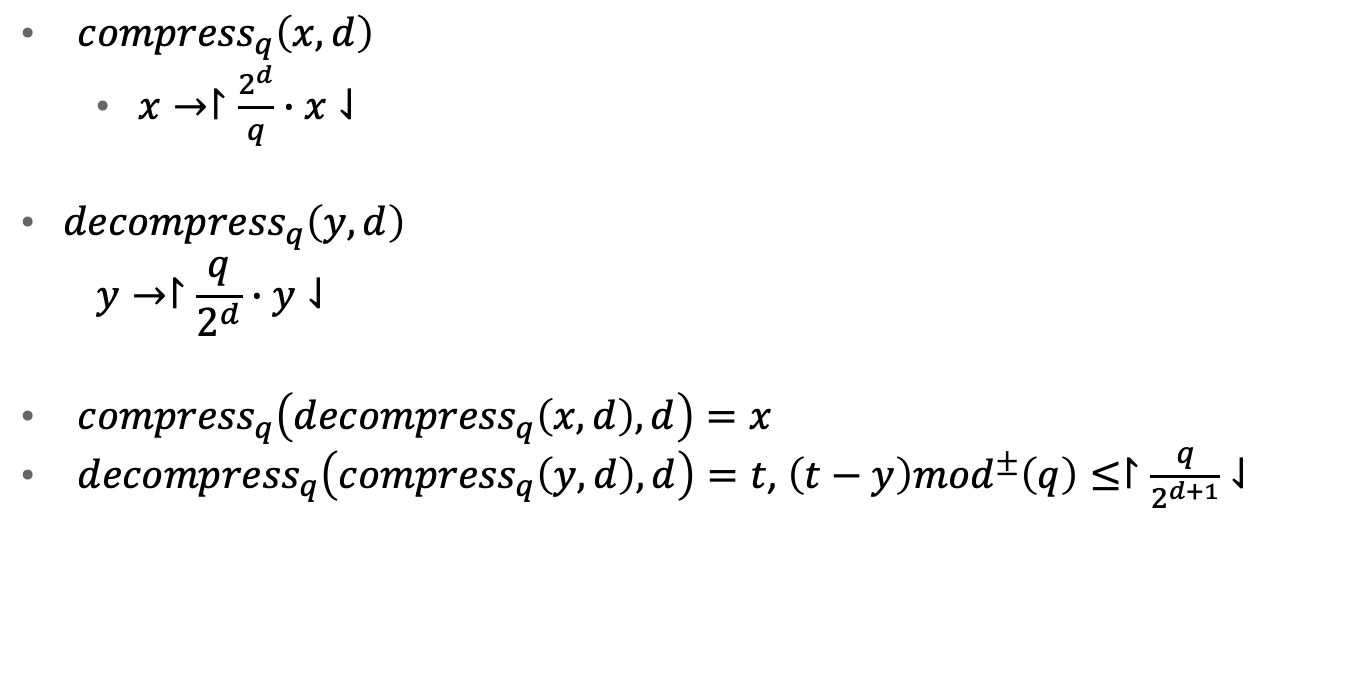 • compress_q(x, d)
• x →↾ 2^d/q · x ⇃
• decompress_q(y, d)
y →↾ q/2^d · y ⇃
• compress_q(decompress_q(x, d), d) = x
• decompress_q(compress_q(y, d), d) = t, (t − y)mod^±(q) ≤↾ q/2^{d+1} ⇃